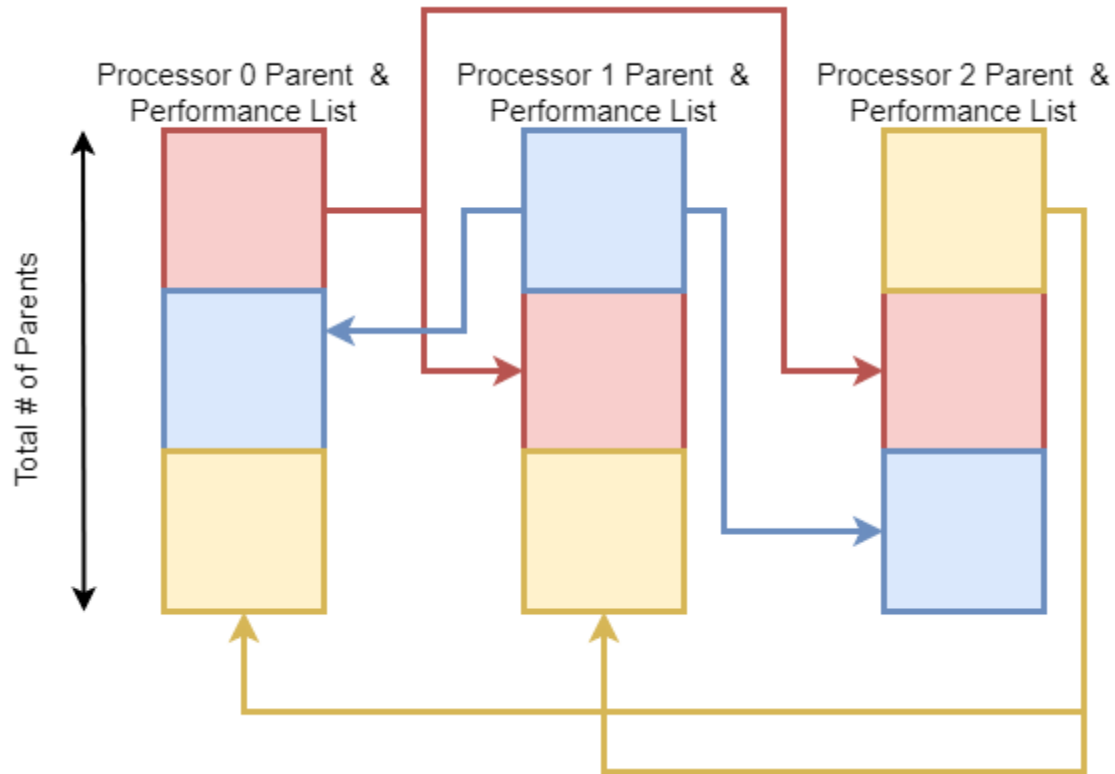 Processor 0 Parent  &
Performance List
Processor 1 Parent  &
Performance List
Processor 2 Parent  &
Performance List
Total # of Parents